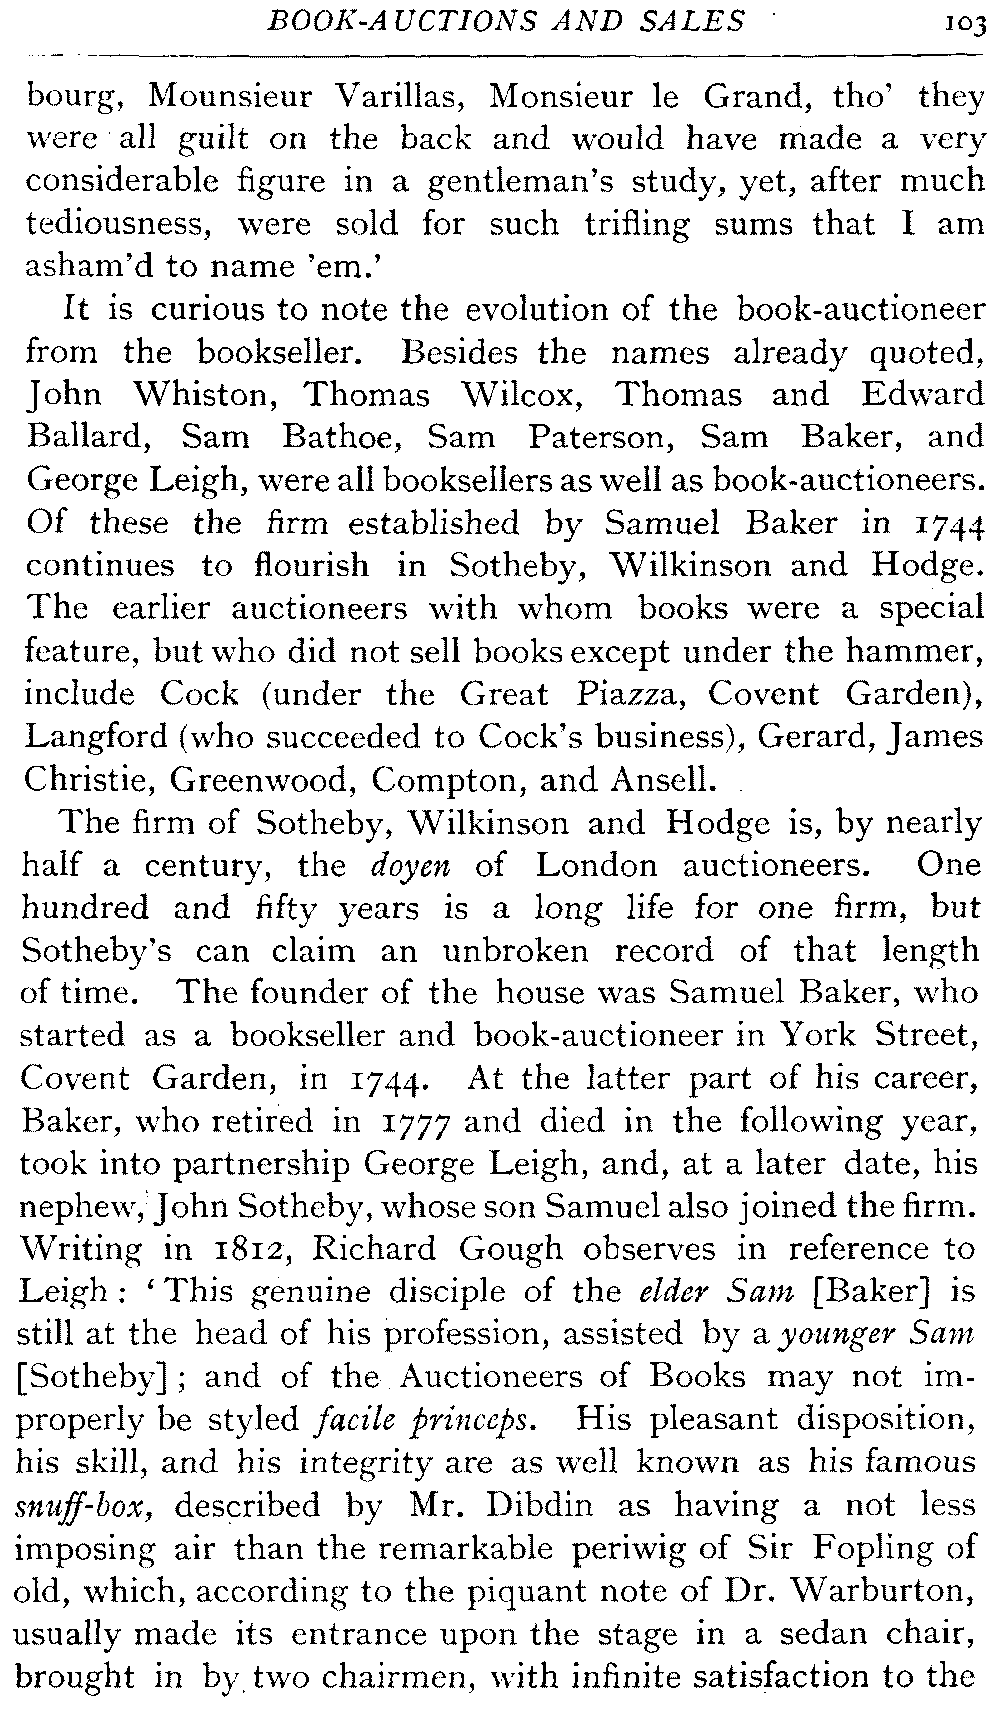 BOOK-AUCTIONS AND SALES 103
bourg, Mounsieur Varillas, Monsieur le Grand, tho' they
were all guilt on the back and would have made a very
considerable figure in a gentleman's study, yet, after much
tediousness, were sold for such trifling sums that I am
asham'd to name 'em.'
It is curious to note the evolution of the book-auctioneer
from the bookseller. Besides the names already quoted,
John Whiston, Thomas Wilcox, Thomas and Edward
Ballard, Sam Bathoe, Sam Paterson, Sam Baker, and
George Leigh, were all booksellers as well as book-auctioneers.
Of these the firm established by Samuel Baker in 1744
continues to flourish in Sotheby, Wilkinson and Hodge.
The earlier auctioneers with whom books were a special
feature, but who did not sell books except under the hammer,
include Cock (under the Great Piazza, Covent Garden),
Langford (who succeeded to Cock's business), Gerard, James
Christie, Greenwood, Compton, and Ansell.
The firm of Sotheby, Wilkinson and Hodge is, by nearly
half a century, the doyen of London auctioneers. One
hundred and fifty years is a long life for one firm, but
Sotheby's can claim an unbroken record of that length
of time. The founder of the house was Samuel Baker, who
started as a bookseller and book-auctioneer in York Street,
Covent Garden, in 1744. At the latter part of his career,
Baker, who retired in 1777 and died in the following year,
took into partnership George Leigh, and, at a later date, his
nephew, John Sotheby, whose son Samuel also joined the firm.
Writing in 1812, Richard Gough observes in reference to
Leigh : 'This genuine disciple of the elder Sam [Baker] is
still at the head of his profession, assisted by a younger Sam
[Sotheby] ; and of the Auctioneers of Books may not im-
properly be styled facile princeps. His pleasant disposition,
his skill, and his integrity are as well known as his famous
snuff-box, described by Mr. Dibdin as having a not less
imposing air than the remarkable periwig of Sir Fopling of
old, which, according to the piquant note of Dr. Warburton,
usually made its entrance upon the stage in a sedan chair,
brought in by two chairmen, with infinite satisfaction to the